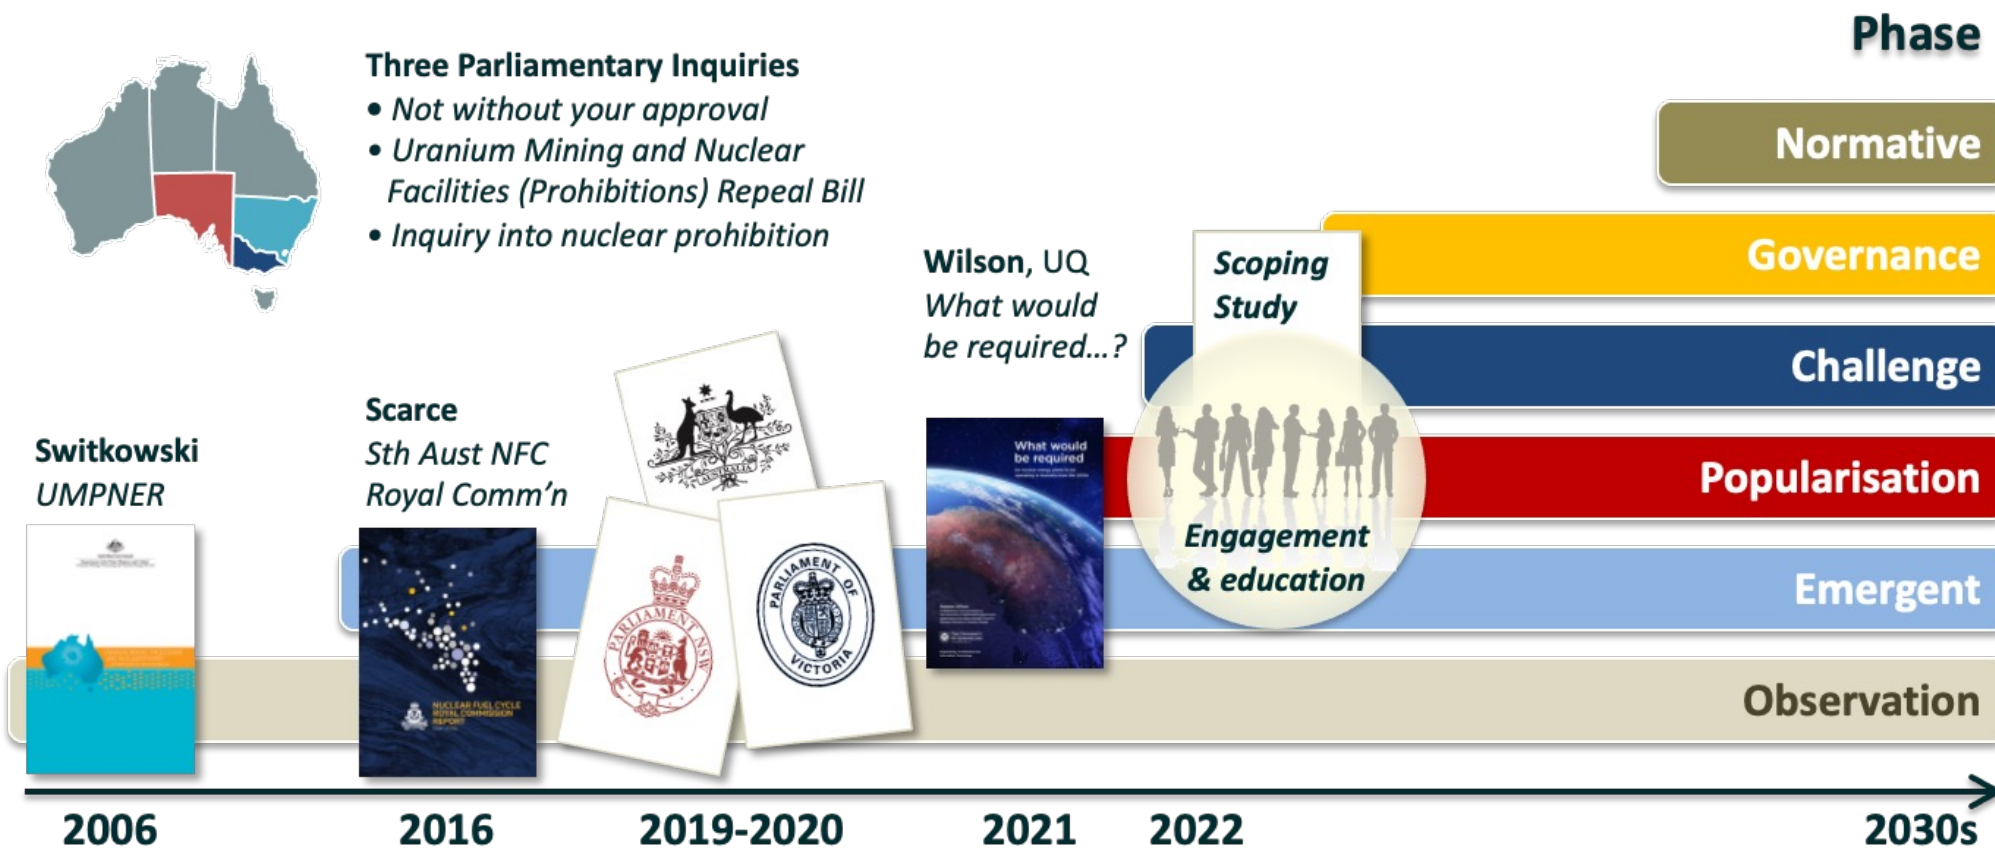 Phase
Three Parliamentary Inquiries
• Not without your approval
• Uranium Mining and Nuclear
Facilities (Prohibitions) Repeal Bill
• Inquiry into nuclear prohibition
Normative
Governance
Challenge
Popularisation
Emergent
Observation
Wilson, UQ
What would
be required...?
Scoping
Study
Engagement
& education
Scarce
Sth Aust NFC
Royal Comm'n
Switkowski
UMPNER
AUSTRALIA
PARLIAMENT NSW
PARLIAMENT OF
VICTORIA
What would
be required
NUCLEAR FUEL CYCLE
ROYAL COMMISSION
REPORT
2006
2016
2019-2020
2021
2022
2030s